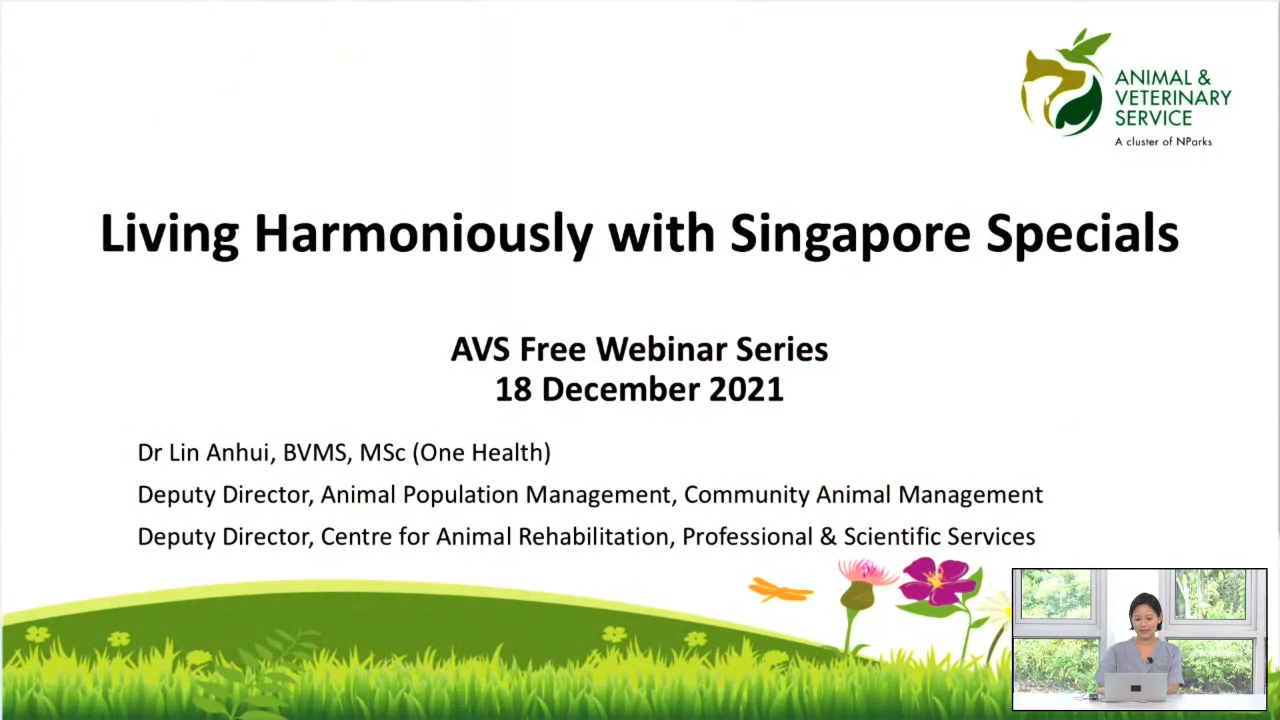 ANIMAL &
VETERINARY
SERVICE
A cluster of NParks
Living Harmoniously with Singapore Specials
AVS Free Webinar Series
18 December 2021
Dr Lin Anhui, BVMS, MSc (One Health)
Deputy Director, Animal Population Management, Community Animal Management
Deputy Director, Centre for Animal Rehabilitation, Professional & Scientific Services